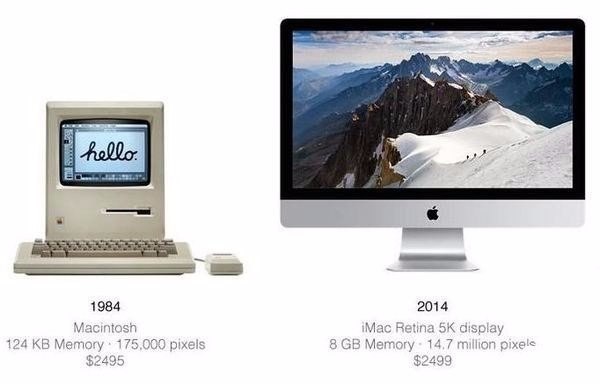 hello.
1984
Macintosh
124 KB Memory · 175,000 pixels
$2495
2014
iMac Retina 5K display
8 GB Memory · 14.7 million pixels
$2499